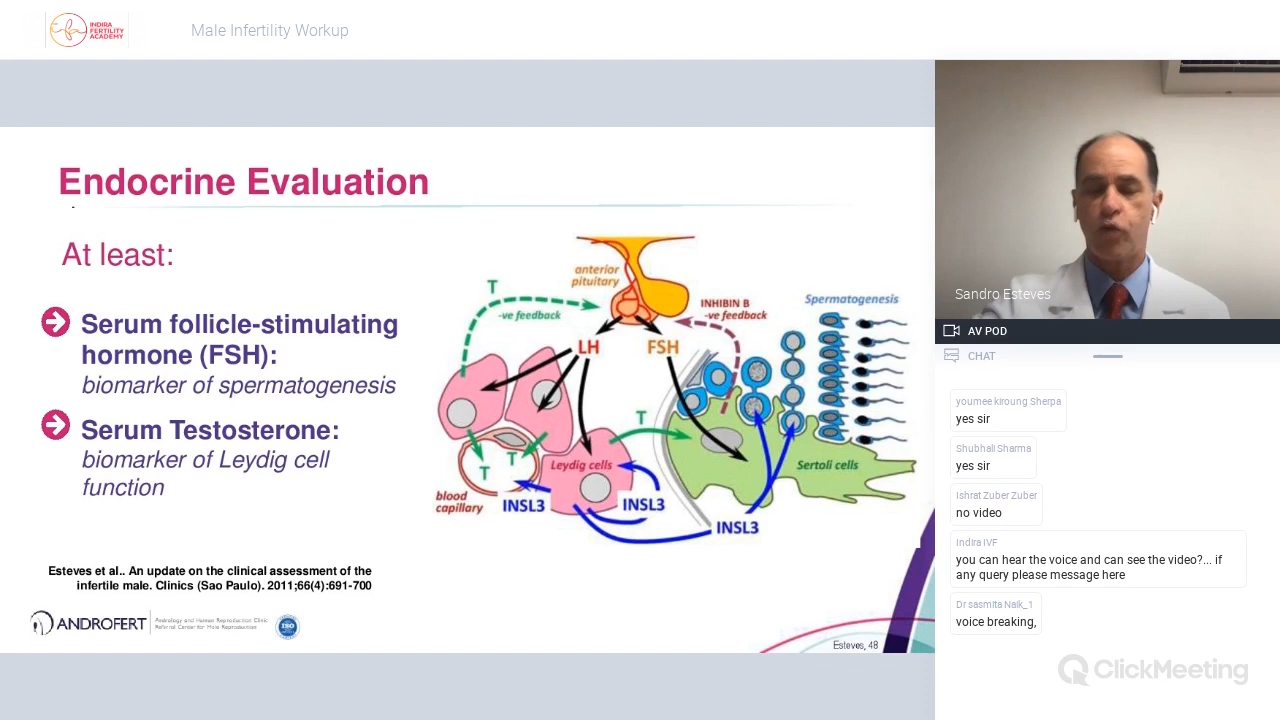 INDIRA
FERTILITY
ACADEMY
Male Infertility Workup
Endocrine Evaluation
At least:
Serum follicle-stimulating
hormone (FSH):
biomarker of spermatogenesis
Serum Testosterone:
biomarker of Leydig cell
function
anterior
pituitary
T
-ve feedback
INHIBIN B
-ve feedback
Spermatogenesis
LH
FSH
T
T
T
Leydig cells
Sertoli cells
blood
capillary
INSL3
INSL3
INSL3
Esteves et al.. An update on the clinical assessment of the
infertile male. Clinics (Sao Paulo). 2011;66(4):691-700
ANDROFERT
Andrology and Human Reproduction Clinic
Referral Center for Male Reproduction
ISO
Esteves, 48
Sandro Esteves
AV POD
CHAT
youmee kiroung Sherpa
yes sir
Shubhali Sharma
yes sir
Ishrat Zuber Zuber
no video
Indira IVF
you can hear the voice and can see the video?... if
any query please message here
Dr sasmita Naik_1
voice breaking,
ClickMeeting